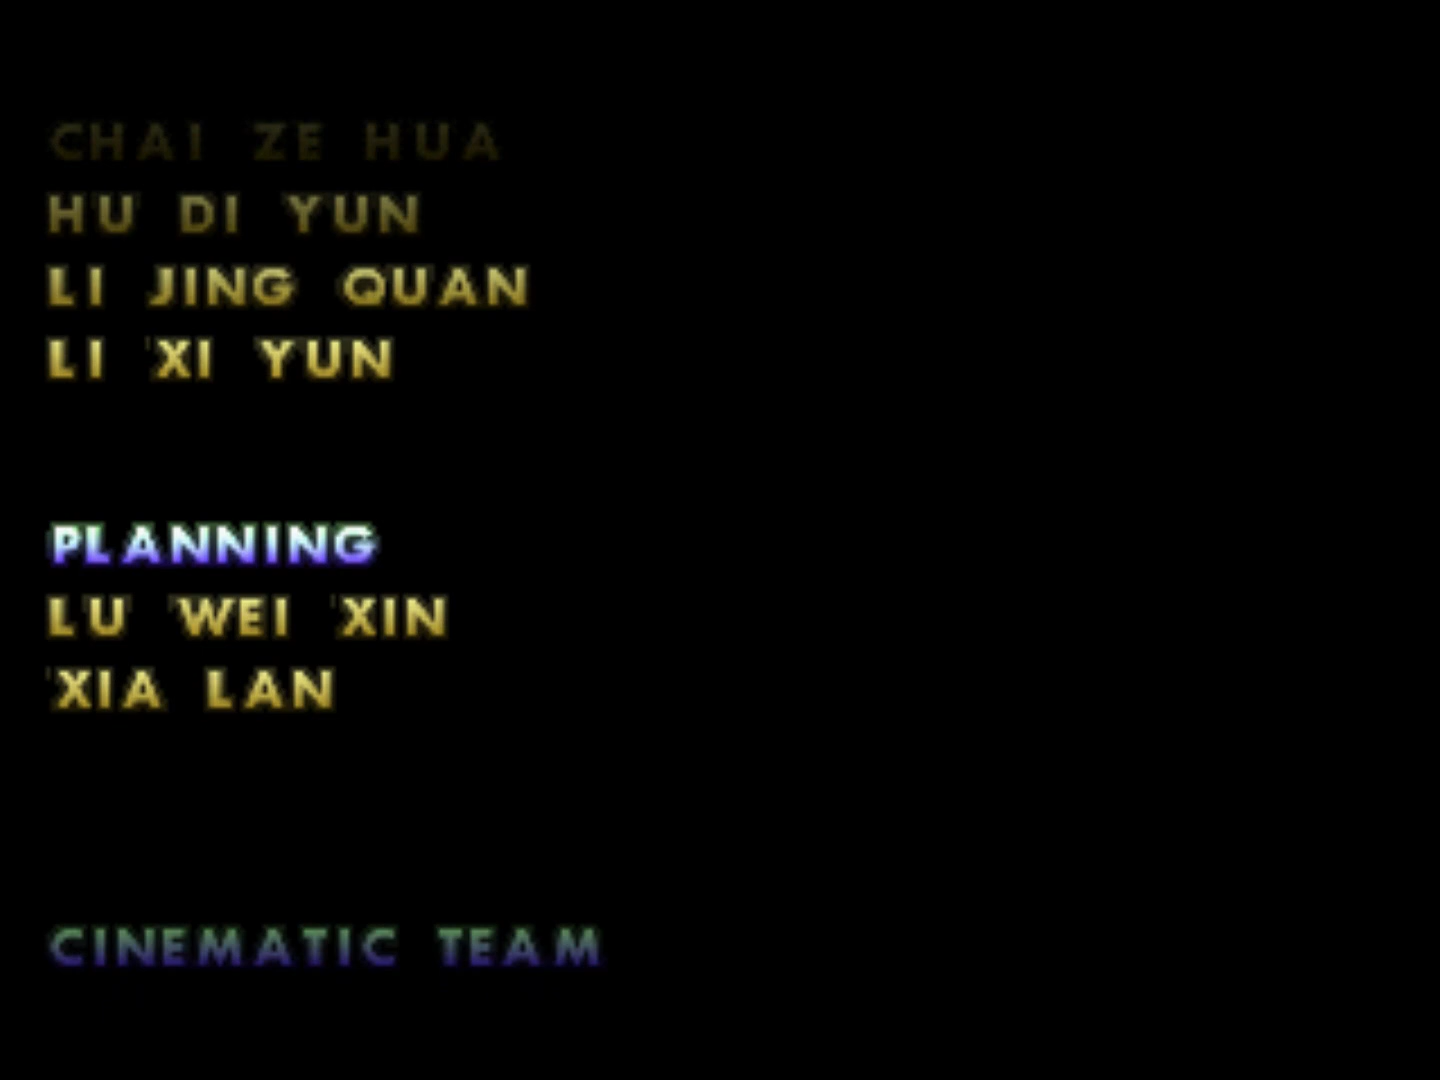 CHAI ZE HUA
HU DI YUN
LI JING QUAN
LI XI YUN
PLANNING
LU WEI XIN
XIA LAN
CINEMATIC TEAM